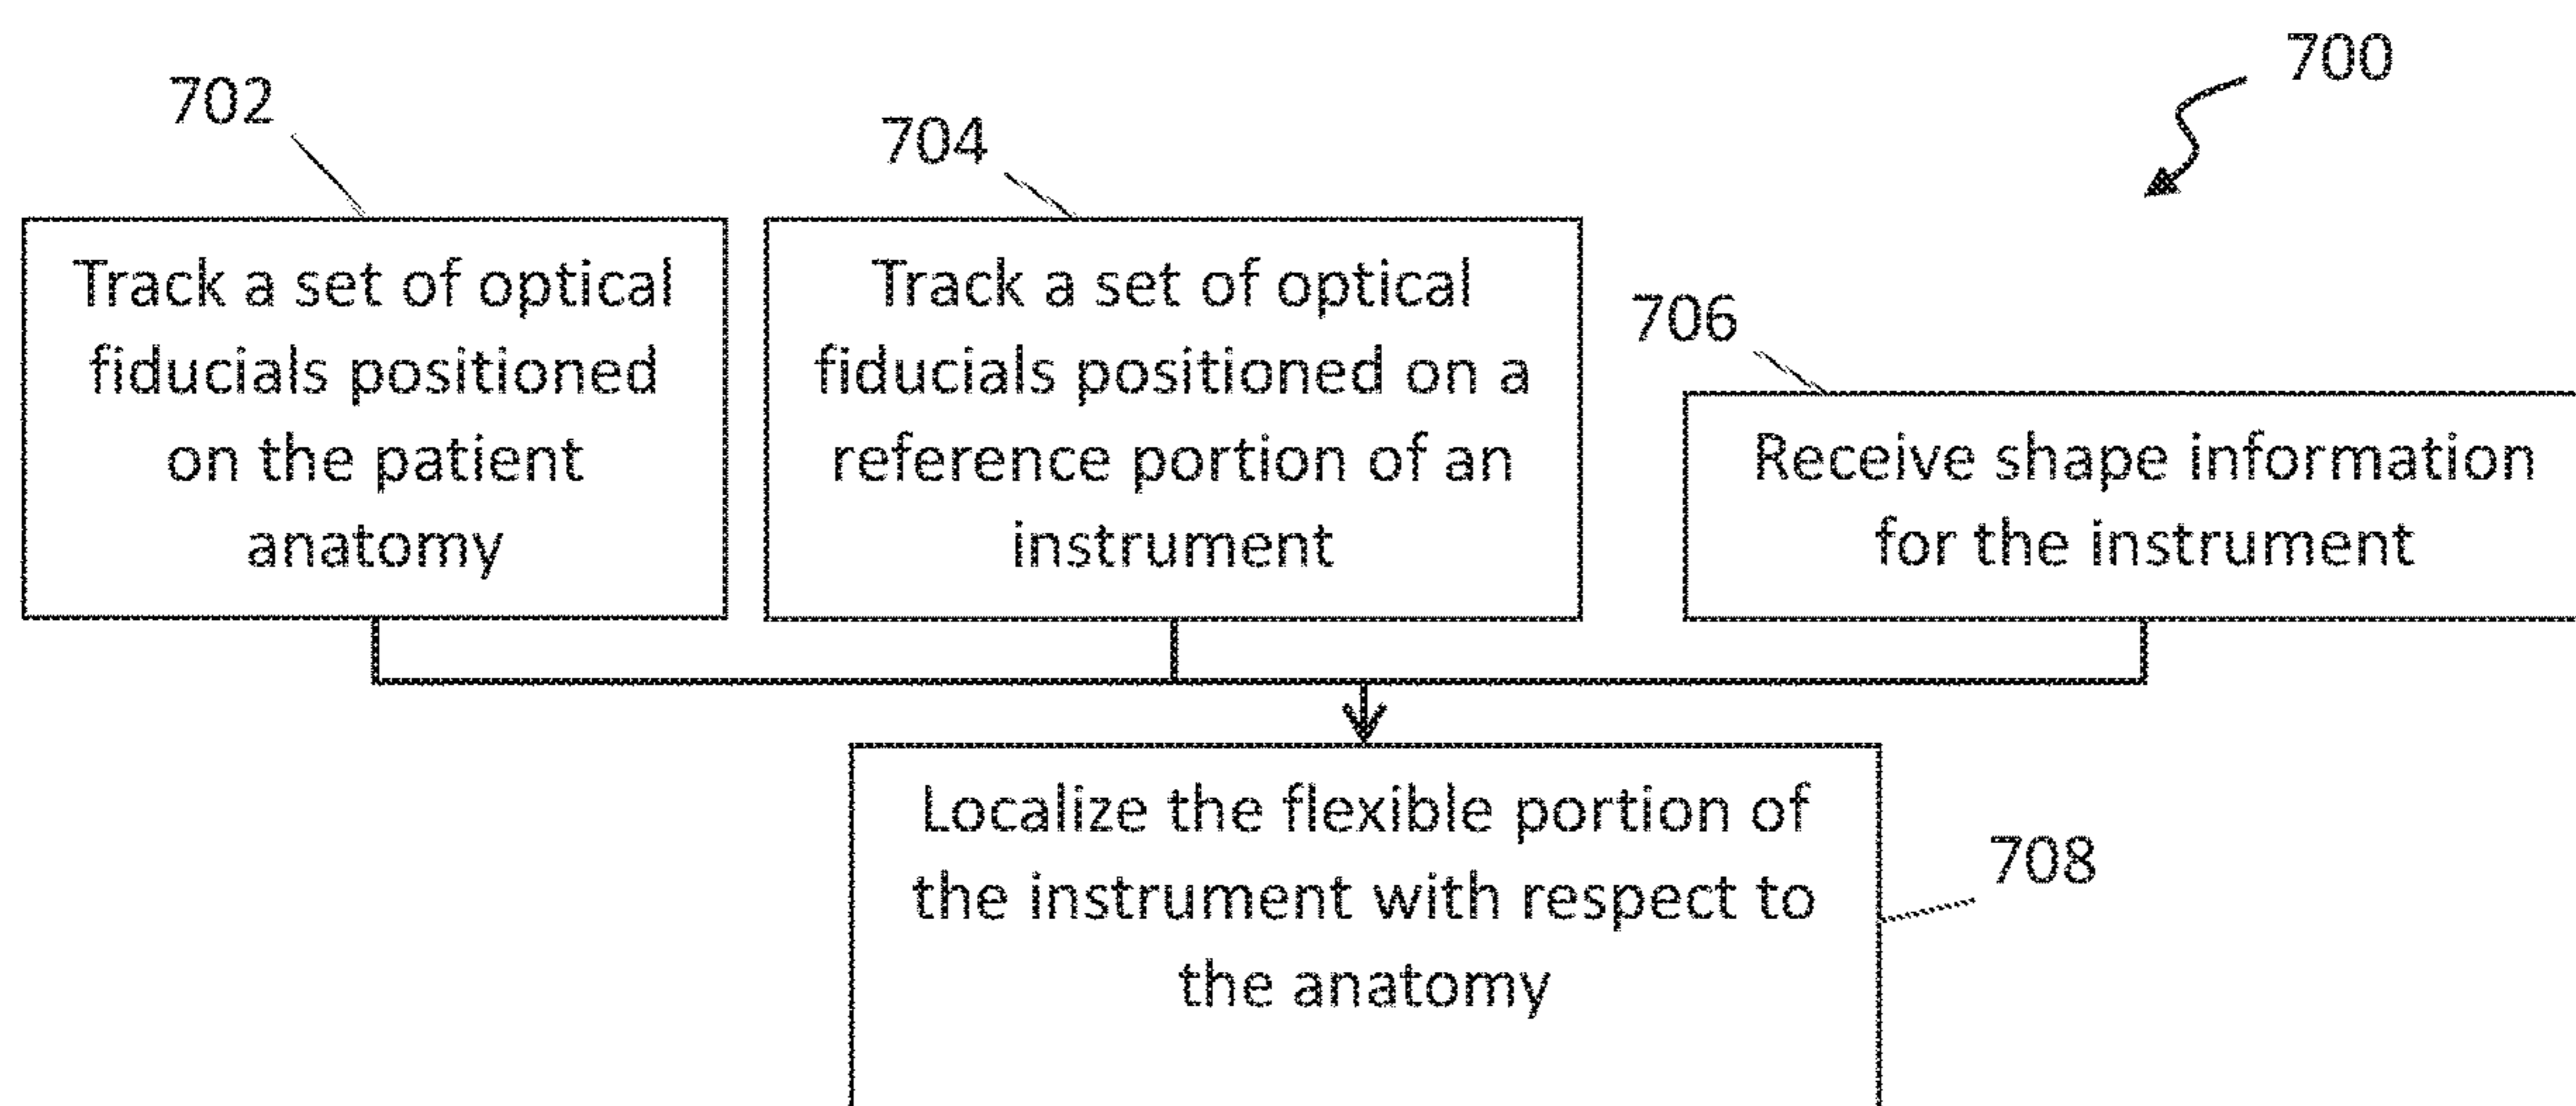 700
702
704
Track a set of optical
fiducials positioned
on the patient
anatomy
Track a set of optical
fiducials positioned on a
reference portion of an
instrument
706
Receive shape information
for the instrument
Localize the flexible portion of
the instrument with respect to
the anatomy
708